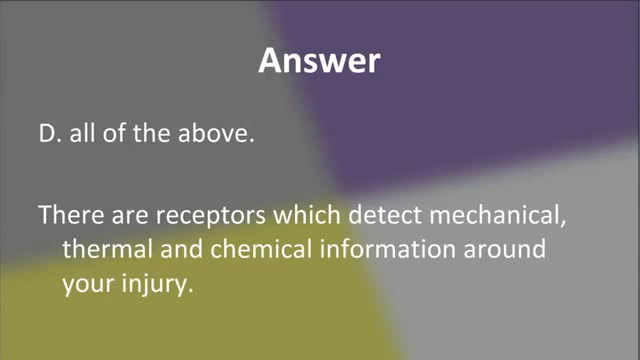 Answer
D. all of the above.
There are receptors which detect mechanical,
thermal and chemical information around
your injury.